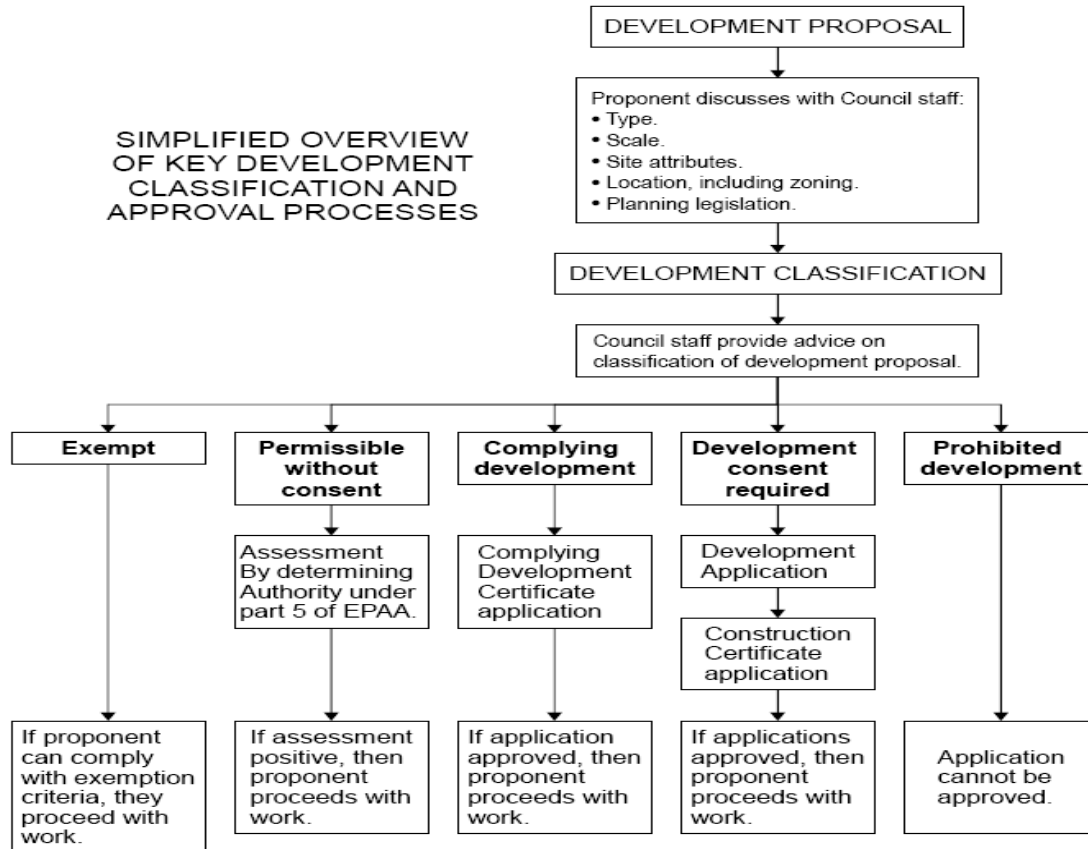 DEVELOPMENT PROPOSAL
Proponent discusses with Council staff:
• Type.
• Scale.
• Site attributes.
• Location, including zoning.
• Planning legislation.
SIMPLIFIED OVERVIEW
OF KEY DEVELOPMENT
CLASSIFICATION AND
APPROVAL PROCESSES
DEVELOPMENT CLASSIFICATION
Council staff provide advice on
classification of development proposal.
Exempt
Permissible
without
consent
Complying
development
Development
consent
required
Prohibited
development
Assessment
By determining
Authority under
part 5 of EPAA.
Complying
Development
Certificate
application
Development
Application
Construction
Certificate
application
If proponent
can comply
with exemption
criteria, they
proceed with
work.
If assessment
positive, then
proponent
proceeds with
work.
If application
approved, then
proponent
proceeds with
work.
If applications
approved, then
proponent
proceeds with
work.
Application
cannot be
approved.